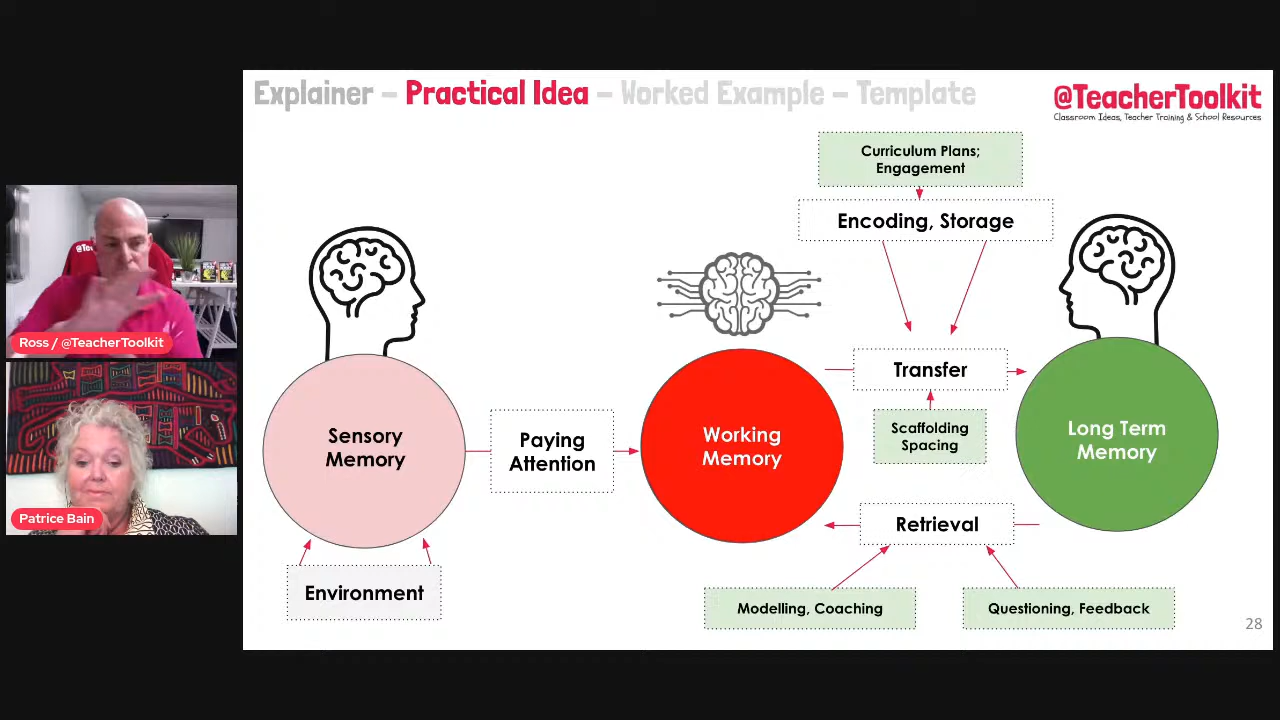 Explainer – Practical Idea – Worked Example – Template
@TeacherToolkit
Classroom Ideas, Teacher Training & School Resources
Curriculum Plans;
Engagement
Encoding, Storage
Transfer
Scaffolding
Spacing
Sensory
Memory
Paying
Attention
Working
Memory
Long Term
Memory
Retrieval
Environment
Modelling, Coaching
Questioning, Feedback
28
Ross / @TeacherToolkit
Patrice Bain